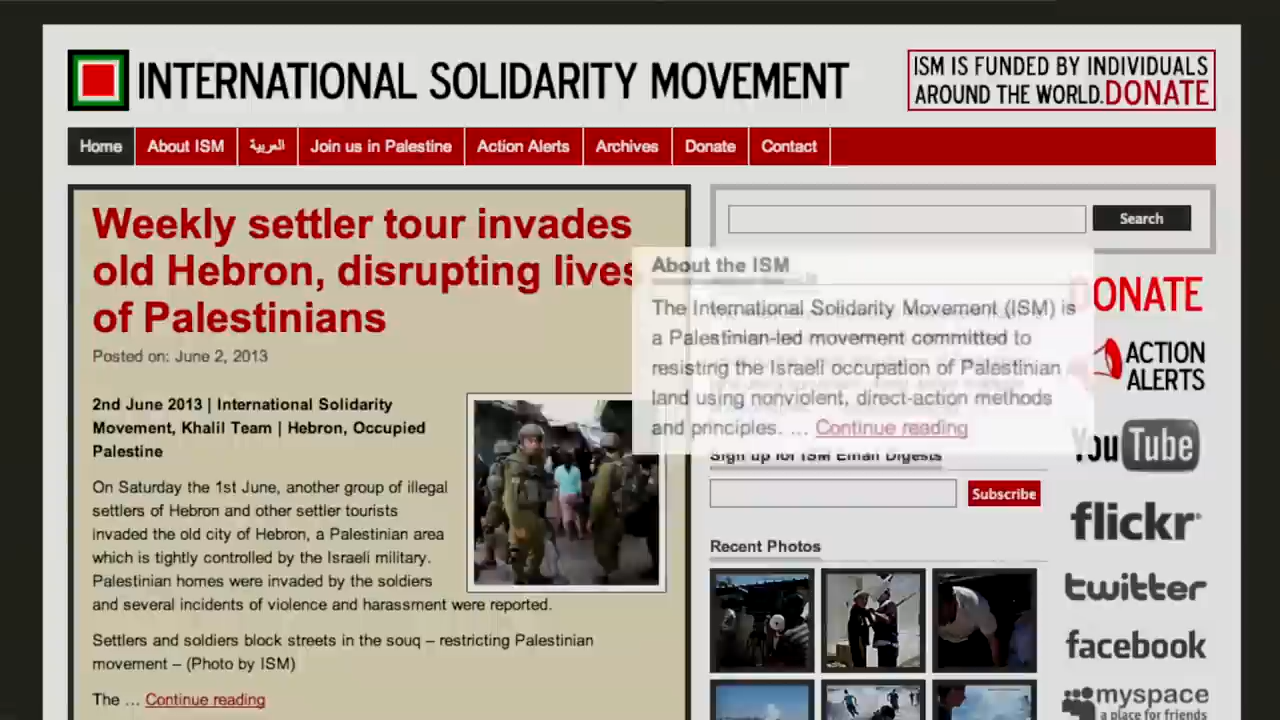 INTERNATIONAL SOLIDARITY MOVEMENT
ISM IS FUNDED BY INDIVIDUALS
AROUND THE WORLD. DONATE
Home About ISM العربية Join us in Palestine Action Alerts Archives Donate Contact
Weekly settler tour invades
old Hebron, disrupting lives
of Palestinians
Posted on: June 2, 2013
2nd June 2013 | International Solidarity
Movement, Khalil Team | Hebron, Occupied
Palestine
On Saturday the 1st June, another group of illegal
settlers of Hebron and other settler tourists
invaded the old city of Hebron, a Palestinian area
which is tightly controlled by the Israeli military.
Palestinian homes were invaded by the soldiers
and several incidents of violence and harassment were reported.
Settlers and soldiers block streets in the souq – restricting Palestinian
movement – (Photo by ISM)
The … Continue reading
Search
About the ISM
The International Solidarity Movement (ISM) is
a Palestinian-led movement committed to
resisting the Israeli occupation of Palestinian
land using nonviolent, direct-action methods
and principles. … Continue reading
Sign up for ISM Email Digests
Subscribe
Recent Photos
ONATE
ACTION
ALERTS
You Tube
flickr
twitter
facebook
myspace
a place for friends